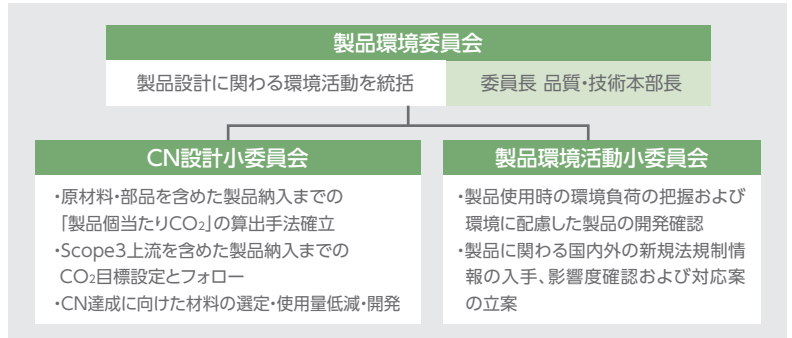 製品環境委員会
製品設計に関わる環境活動を統括
委員長 品質・技術本部長
CN設計小委員会
・原材料・部品を含めた製品納入までの
「製品個当たりCO₂」の算出手法確立
・Scope3上流を含めた製品納入までの
CO₂目標設定とフォロー
・CN達成に向けた材料の選定・使用量低減・開発
製品環境活動小委員会
・製品使用時の環境負荷の把握および
環境に配慮した製品の開発確認
・製品に関わる国内外の新規法規制情
報の入手、影響度確認および対応案
の立案